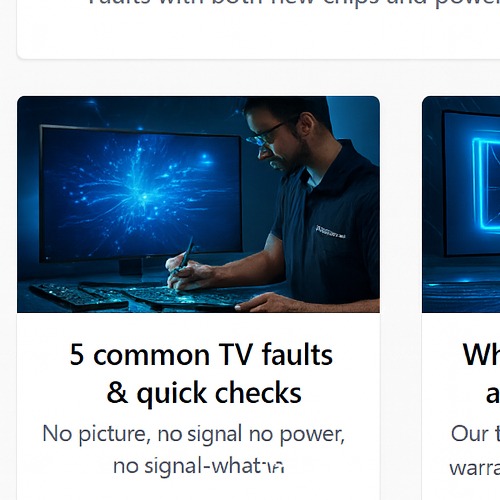 faults with both new chips and power
5 common TV faults
& quick checks
No picture, no signal no power,
no signal-what
Wh
a
Our t
warra